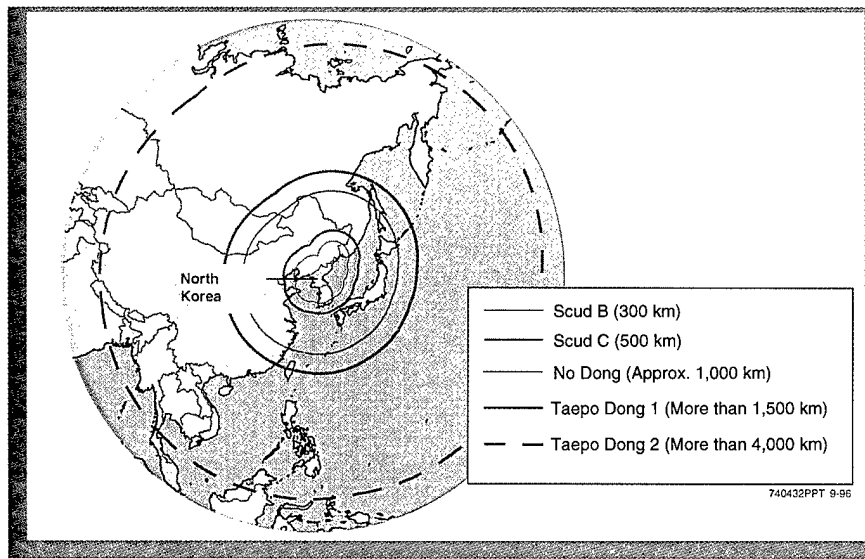 North
Korea
Scud B (300 km)
Scud C (500 km)
No Dong (Approx. 1,000 km)
Taepo Dong 1 (More than 1,500 km)
Taepo Dong 2 (More than 4,000 km)
740432PPT 9-96